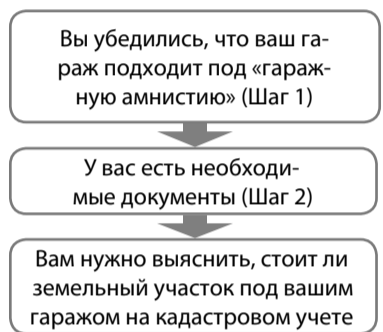 Вы убедились, что ваш га-
раж подходит под «гараж-
ную амнистию» (Шаг 1)
У вас есть необходи-
мые документы (Шаг 2)
Вам нужно выяснить, стоит ли
земельный участок под вашим
гаражом на кадастровом учете